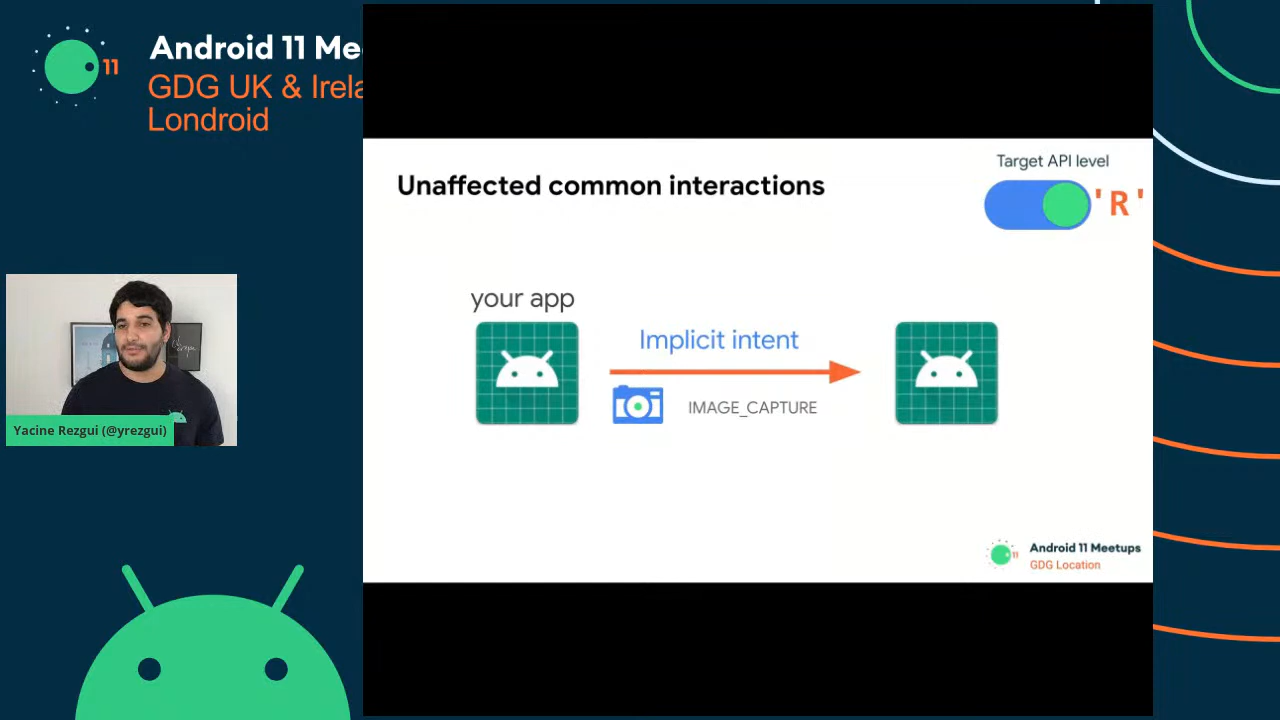 Android 11 Me
11
GDG UK & Irela
Londroid
Target API level
Unaffected common interactions
'R'
your app
Implicit intent
IMAGE_CAPTURE
Yacine Rezgui (@yrezgui)
Android 11 Meetups
11
GDG Location